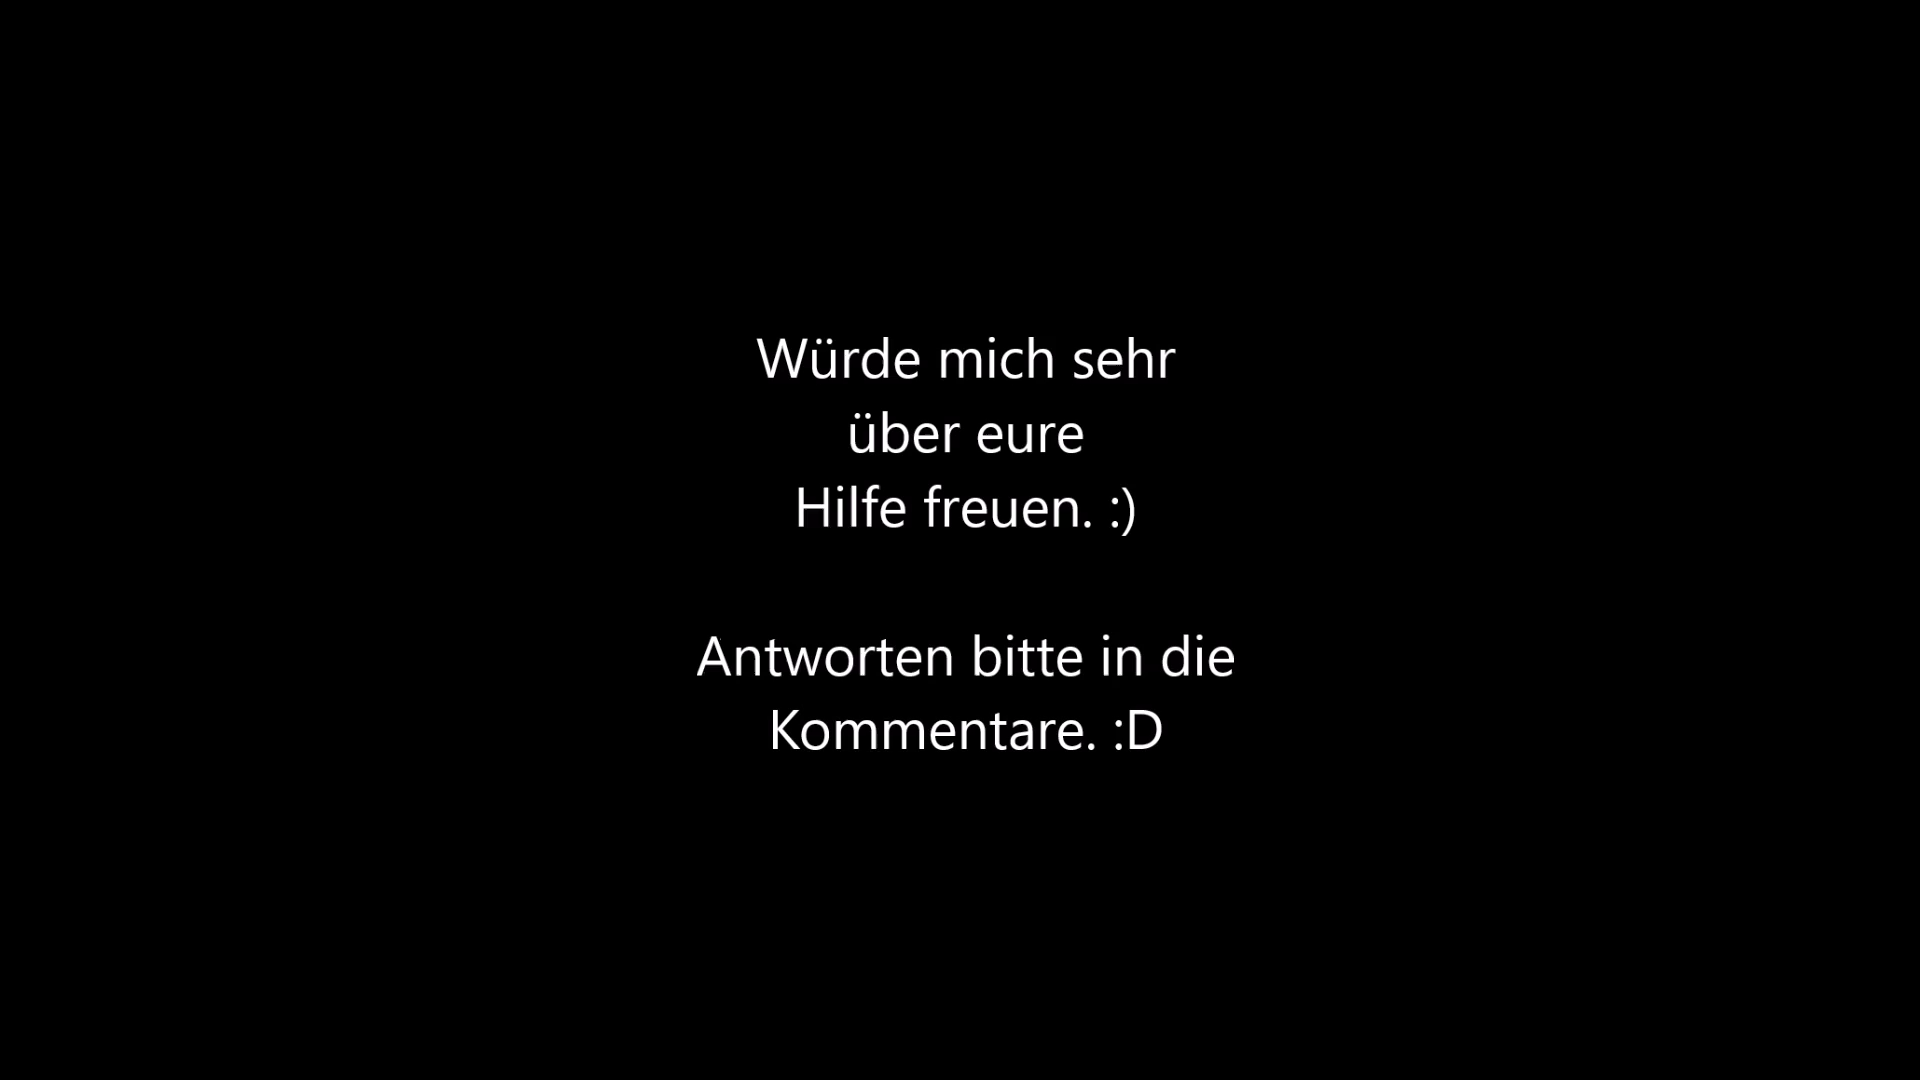 Würde mich sehr
über eure
Hilfe freuen. :)
Antworten bitte in die
Kommentare. :D